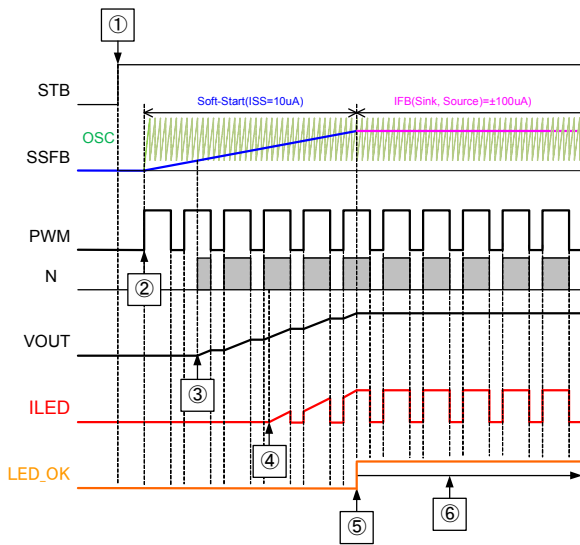 ①
STB
Soft-Start(ISS=10uA)
IFB(Sink, Source)=±100uA)
OSC
SSFB
PWM
N
②
VOUT
③
ILED
④
LED_OK
⑤
⑥